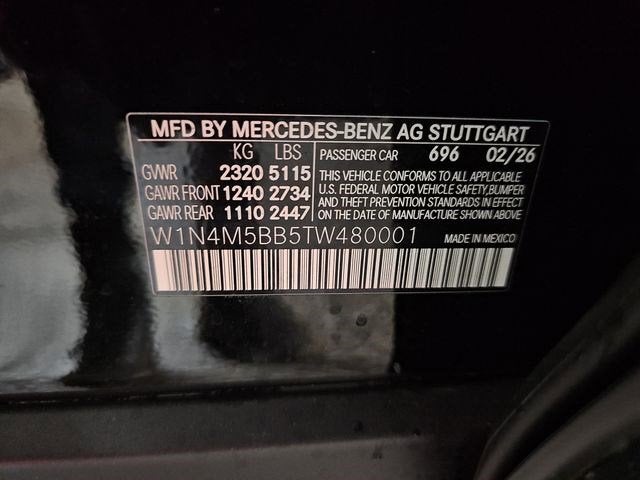 MFD BY MERCEDES-BENZ AG STUTTGART
KG LBS
GVWR 2320 5115
GAWR FRONT 1240 2734
GAWR REAR 1110 2447
PASSENGER CAR 696 02/26
THIS VEHICLE CONFORMS TO ALL APPLICABLE
U.S. FEDERAL MOTOR VEHICLE SAFETY, BUMPER
AND THEFT PREVENTION STANDARDS IN EFFECT
ON THE DATE OF MANUFACTURE SHOWN ABOVE
W1N4M5BB5TW480001 MADE IN MEXICO